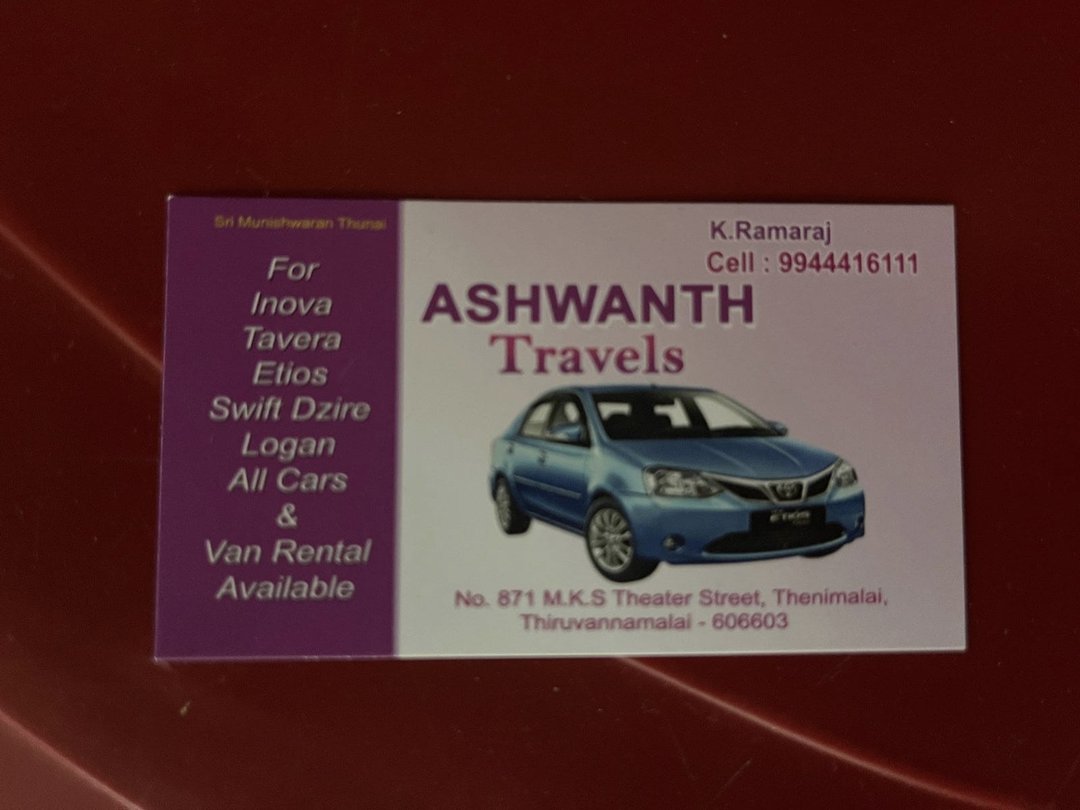 Sri Munishwaran Thunai
For
Inova
Tavera
Etios
Swift Dzire
Logan
All Cars
&
Van Rental
Available
K.Ramaraj
Cell : 9944416111
ASHWANTH
Travels
ETIOS
No. 871 M.K.S Theater Street, Thenimalai,
Thiruvannamalai - 606603